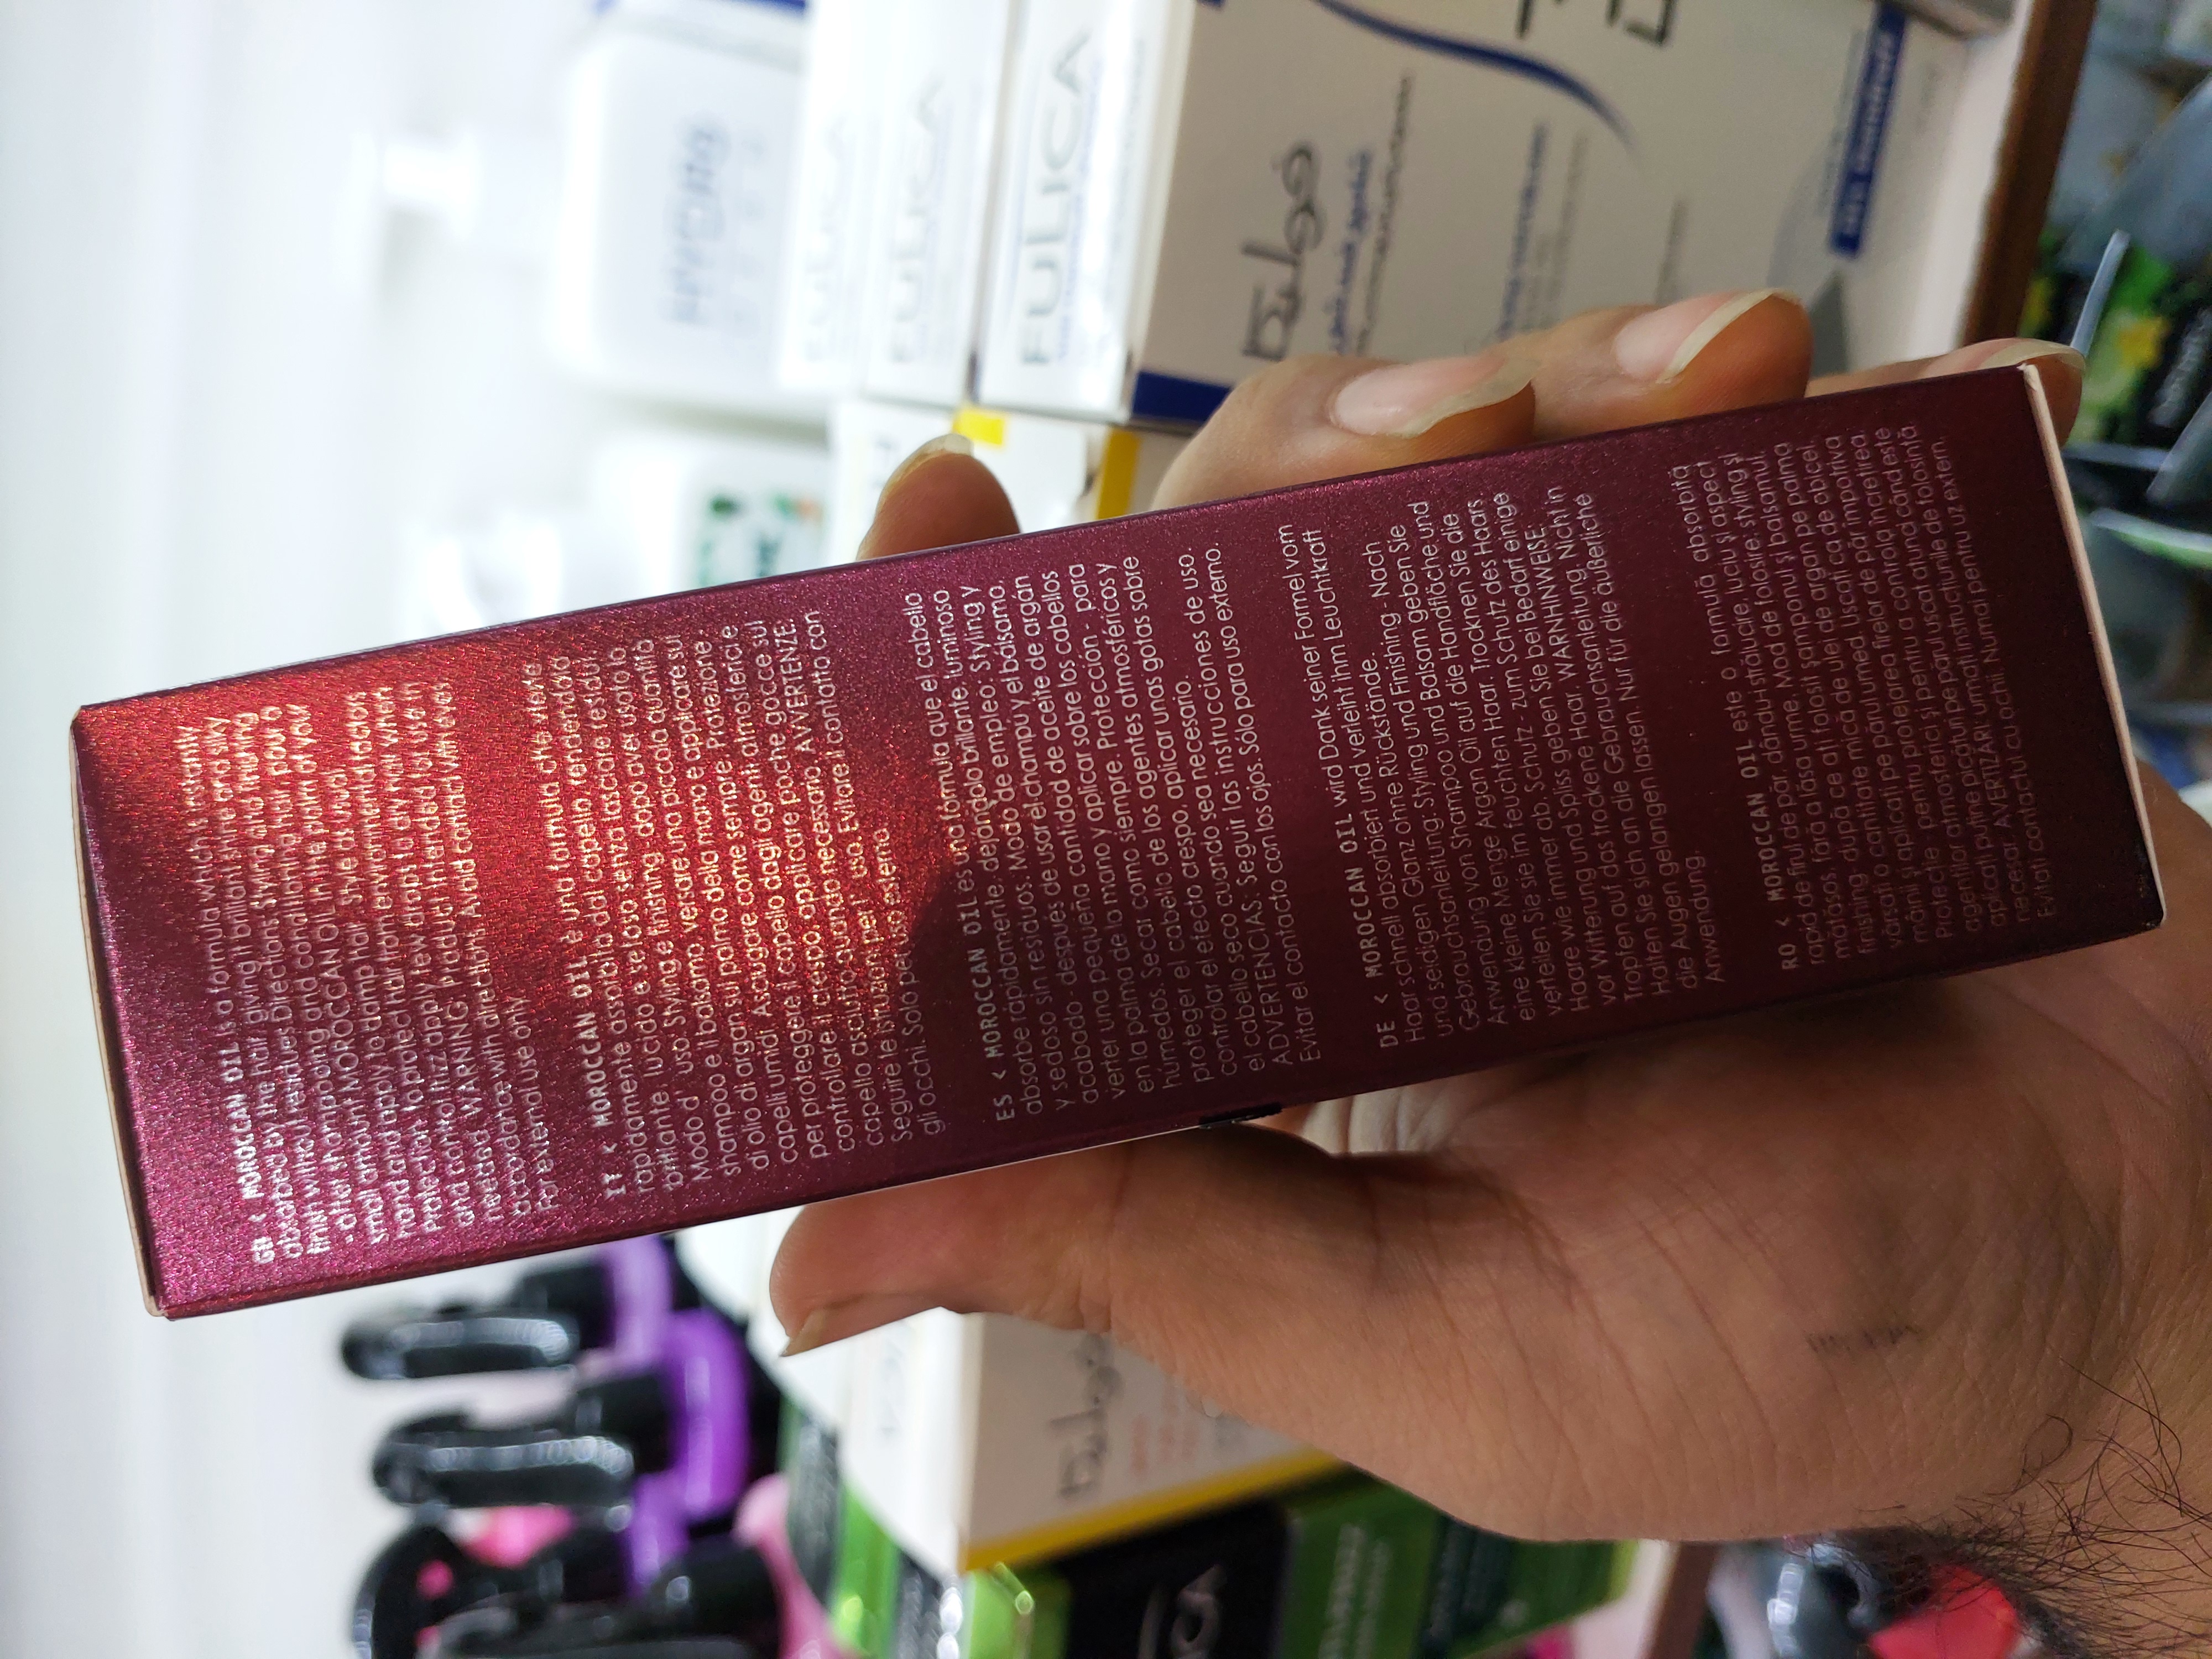 GB < MOROCCAN OIL is a formula which is instantly
absorbed by the hair, giving it brilliant shine and a silky
finish without residues. Directions: Styling and finishing
- after shampooing and conditioning hair, pour a
small amount MOROCCAN OIL in the palm of your
hand and apply to damp hair. Style as usual.
Protection - to protect hair from environmental factors
and control frizz, apply few drops to dry hair when
needed. WARNING: product intended for use in
accordance with directions. Avoid contact with eyes.
For external use only.
IT < MOROCCAN OIL è una formula che viene
rapidamente assorbita dai capelli, rendendoli
brillante, lucido e setoso senza lasciare residui.
Modo d' uso: Styling e finishing - dopo aver usato lo
shampoo e il balsamo, versare una piccola quantità
di olio di argan sul palmo della mano e applicare sui
capelli umidi. Asciugare come sempre. Protezione -
per proteggere i capelli dagli agenti atmosferici e
controllare il crespo, applicare poche gocce sul
capello asciutto quando necessario. AVVERTENZE:
Seguire le istruzioni per l' uso. Evitare il contatto con
gli occhi. Solo per uso esterno.
ES < MOROCCAN OIL es una fórmula que el cabello
absorbe rápidamente, dejándolo brillante, luminoso
y sedoso sin residuos. Modo de empleo: Styling y
acabado - después de usar el champu y el bálsamo,
verter una pequeña cantidad de aceite de argan
en la palma de la mano y aplicar sobre los cabellos
húmedos. Secar como siempre. Protección - para
proteger el cabello de los agentes atmosféricos y
controlar el efecto crespo, aplicar unas gotas sobre
el cabello seco cuando sea necesario.
ADVERTENCIAS: Seguir las instrucciones de uso.
Evitar el contacto con los ojos. Solo para uso externo.
DE < MOROCCAN OIL wird Dank seiner Formel vom
Haar schnell absorbiert und verleiht Ihm Leuchtkraft
und seidigen Glanz ohne Rückstände.
Gebrauchsanleitung: Styling und Finishing - Nach
Anwendung von Shampoo und Balsam geben Sie
eine kleine Menge Argan Oil auf die Handfläche und
verteilen Sie sie im feuchten Haar. Trocknen Sie die
Haare wie immer ab. Schutz - zum Schutz des Haars
vor Witterung und Spliss geben Sie bei Bedarf einige
Tropfen auf das trockene Haar. WARNHINWEISE:
Halten Sie sich an die Gebrauchsanleitung. Nicht in
die Augen gelangen lassen. Nur für die äußerliche
Anwendung.
RO < MOROCCAN OIL este o formulă absorbită
rapid de firul de păr, dându-i strălucire, luciu și aspect
mătăsos, fără a lăsa urme. Mod de folosire: styling și
finishing - după ce ați folosit șamponul și balsamul,
vărsați o cantitate mică de ulei de argan pe palma
mânii și aplicați pe părul umed. Uscați ca de obicei.
Protecție - pentru protejarea firelor de păr împotriva
agenților atmosferici și pentru a controla încrețirea,
aplicați puține picături pe părul uscat atunci când este
necesar. AVERTIZĂRI: urmați instrucțiunile de folosință.
Evitați contactul cu ochii. Numai pentru uz extern.
FULICA
FULICA
FULICA
فولیکا